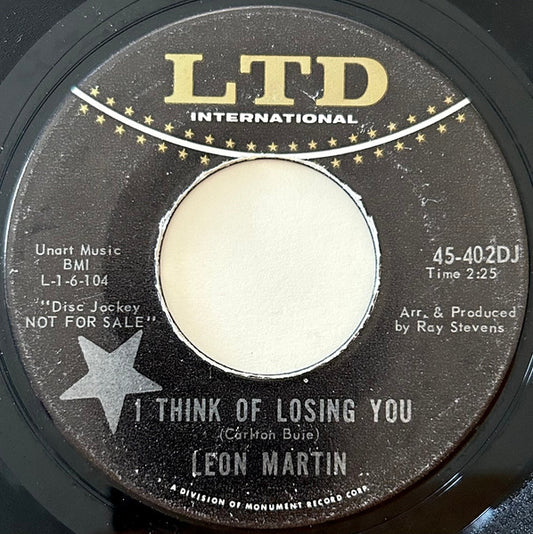 LTD
INTERNATIONAL
Unart Music
BMI
L-1-6-104
"Disc Jockey
NOT FOR SALE"
45-402DJ
Time 2:25
Arr. & Produced
by Ray Stevens
I THINK OF LOSING YOU
(Carlton Buie)
LEON MARTIN
A DIVISION OF MONUMENT RECORD CORP.